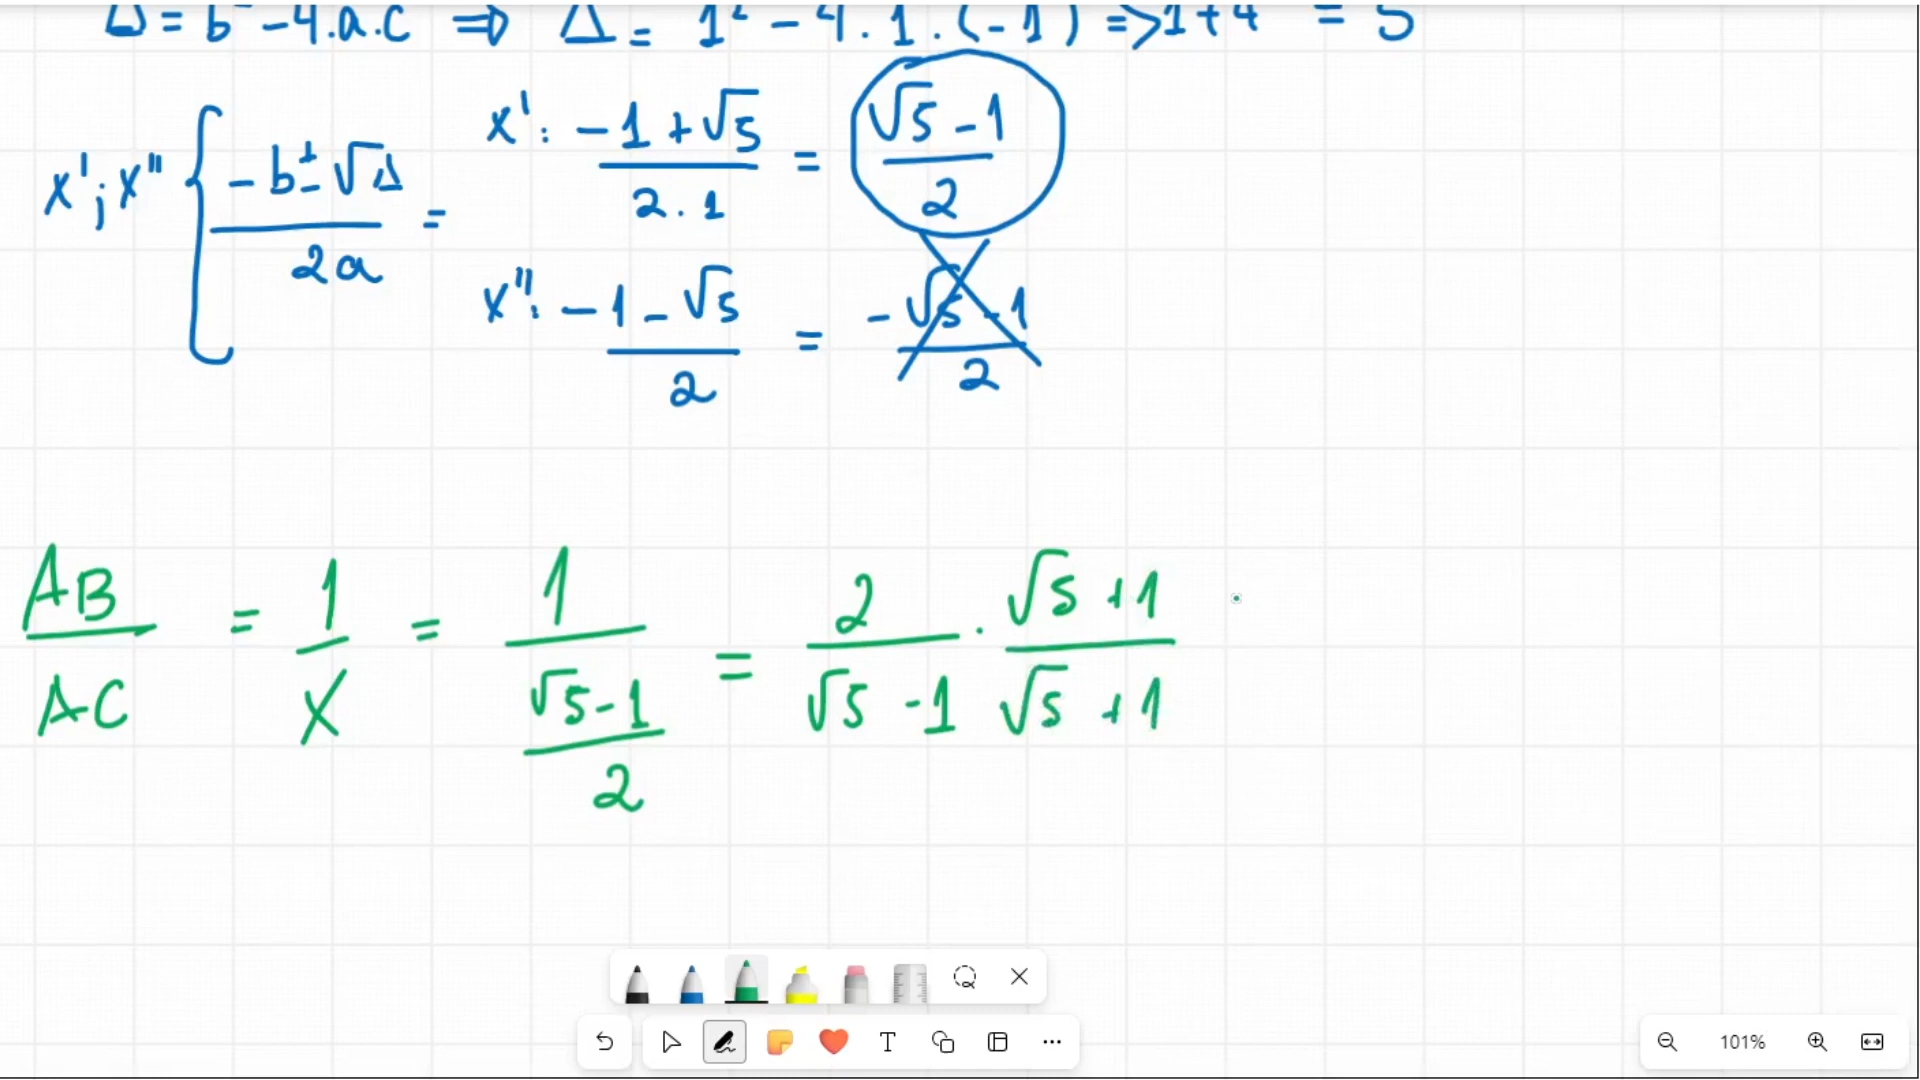 Δ = b² - 4.a.c ⇒ Δ = 1² - 4 . 1 . (-1) => 1+4 = 5
x'; x'' { (-b ± √Δ)/2a =
x': (-1 + √5)/(2 . 1) = (√5 - 1)/2
x'': (-1 - √5)/2 = (-√5 - 1)/2
AB/AC = 1/X = 1/((√5-1)/2) = 2/(√5 -1) . (√5 +1)/(√5 +1)
T
101%